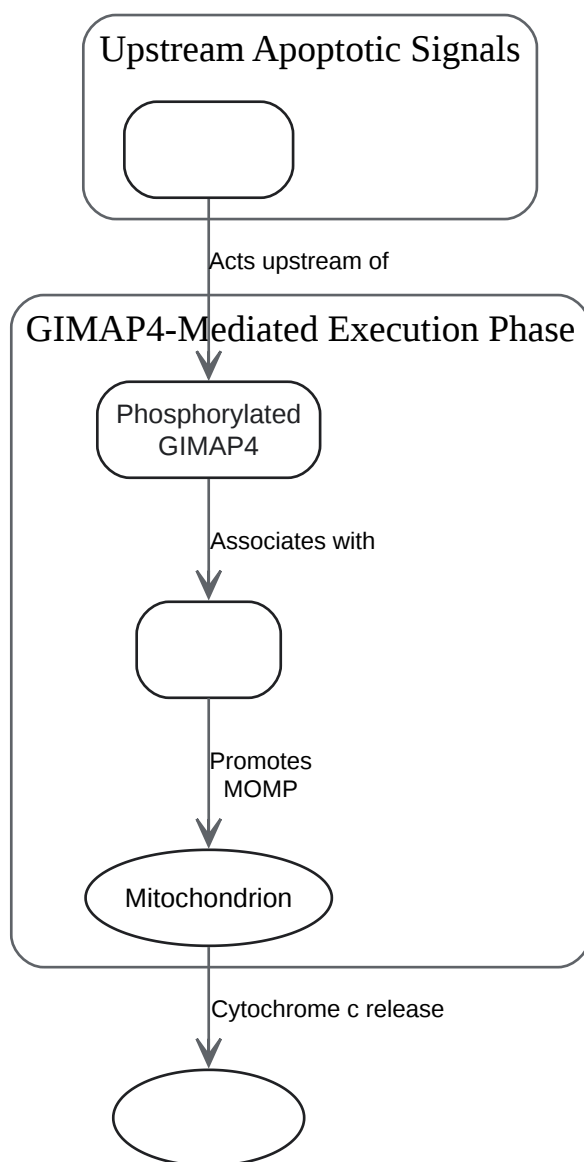 Upstream Apoptotic Signals
Acts upstream of
GIMAP4-Mediated Execution Phase
Phosphorylated
GIMAP4
Associates with
Promotes
MOMP
Mitochondrion
Cytochrome c release